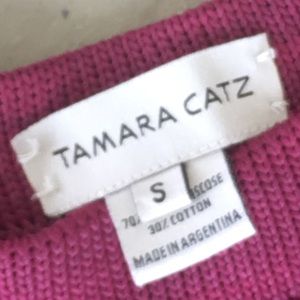 TAMARA CATZ
S
30% COTTON
MADE IN ARGENTINA